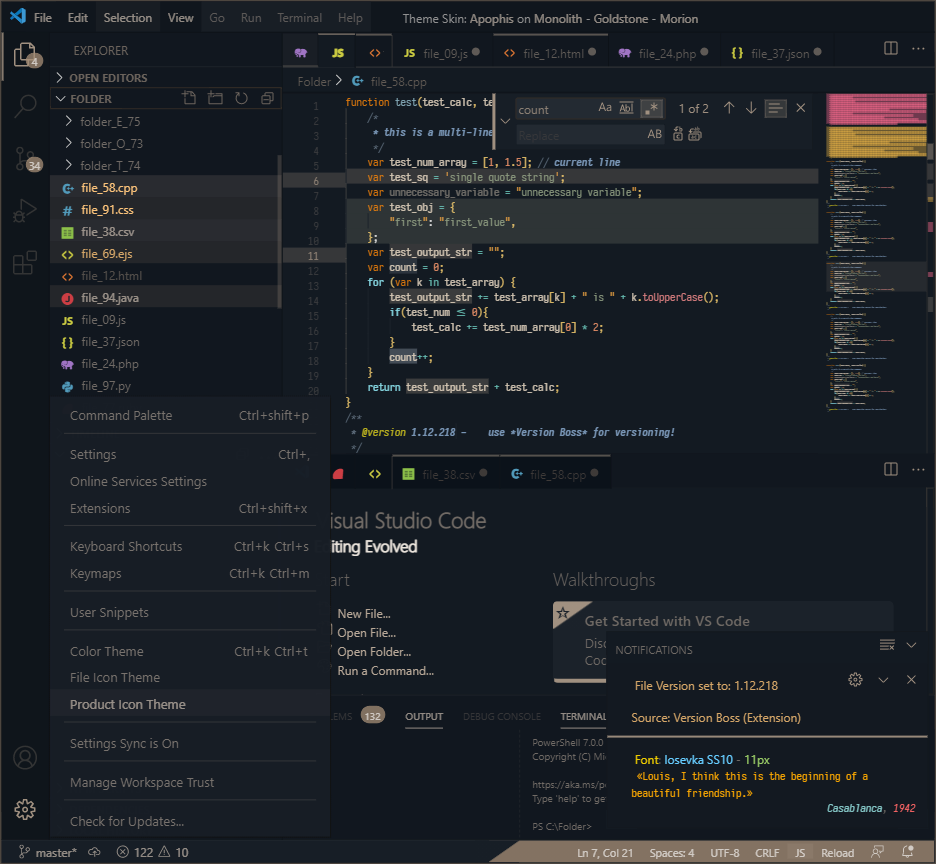 File Edit Selection View Go Run Terminal Help Theme Skin: Apophis on Monolith - Goldstone - Morion
4
34
EXPLORER
OPEN EDITORS
FOLDER
folder_E_75
folder_O_73
folder_T_74
file_58.cpp
file_91.css
file_38.csv
file_69.ejs
file_12.html
file_94.java
file_09.js
file_37.json
file_24.php
file_97.py
Command Palette Ctrl+shift+p
Settings Ctrl+,
Online Services Settings
Extensions Ctrl+shift+x
Keyboard Shortcuts Ctrl+k Ctrl+s
Keymaps Ctrl+k Ctrl+m
User Snippets
Color Theme Ctrl+k Ctrl+t
File Icon Theme
Product Icon Theme
Settings Sync is On
Manage Workspace Trust
Check for Updates...
JS JS file_09.js file_12.html file_24.php {} file_37.json
Folder file_58.cpp
count Aa Ab .* 1 of 2
Replace AB
1 function test(test_calc, te
2 /*
3 * this is a multi-line
4 */
5 var test_num_array = [1, 1.5]; // current line
6 var test_sq = 'single quote string';
7 var unnecessary_variable = "unnecessary variable";
8 var test_obj = {
9 "first": "first_value",
10 };
11 var test_output_str = "";
12 var count = 0;
13 for (var k in test_array) {
14 test_output_str += test_array[k] + " is " + k.toUpperCase();
15 if(test_num ≤ 0){
16 test_calc += test_num_array[0] * 2;
17 }
18 count++;
19 }
20 return test_output_str + test_calc;
}
/**
* @version 1.12.218 - use *Version Boss* for versioning!
*/
file_38.csv file_58.cpp
isual Studio Code
iting Evolved
art
New File...
Open File...
Open Folder...
Run a Command...
Walkthroughs
Get Started with VS Code
Disc
Coc
LEMS 132 OUTPUT DEBUG CONSOLE TERMINAL
PowerShell 7.0.0
Copyright (C) Mi
https://aka.ms/p
Type 'help' to ge
PS C:\Folder>
NOTIFICATIONS
File Version set to: 1.12.218
Source: Version Boss (Extension)
Font: Iosevka SS10 - 11px
«Louis, I think this is the beginning of a
beautiful friendship.»
Casablanca, 1942
master* 122 10 Ln 7, Col 21 Spaces: 4 UTF-8 CRLF JS Reload